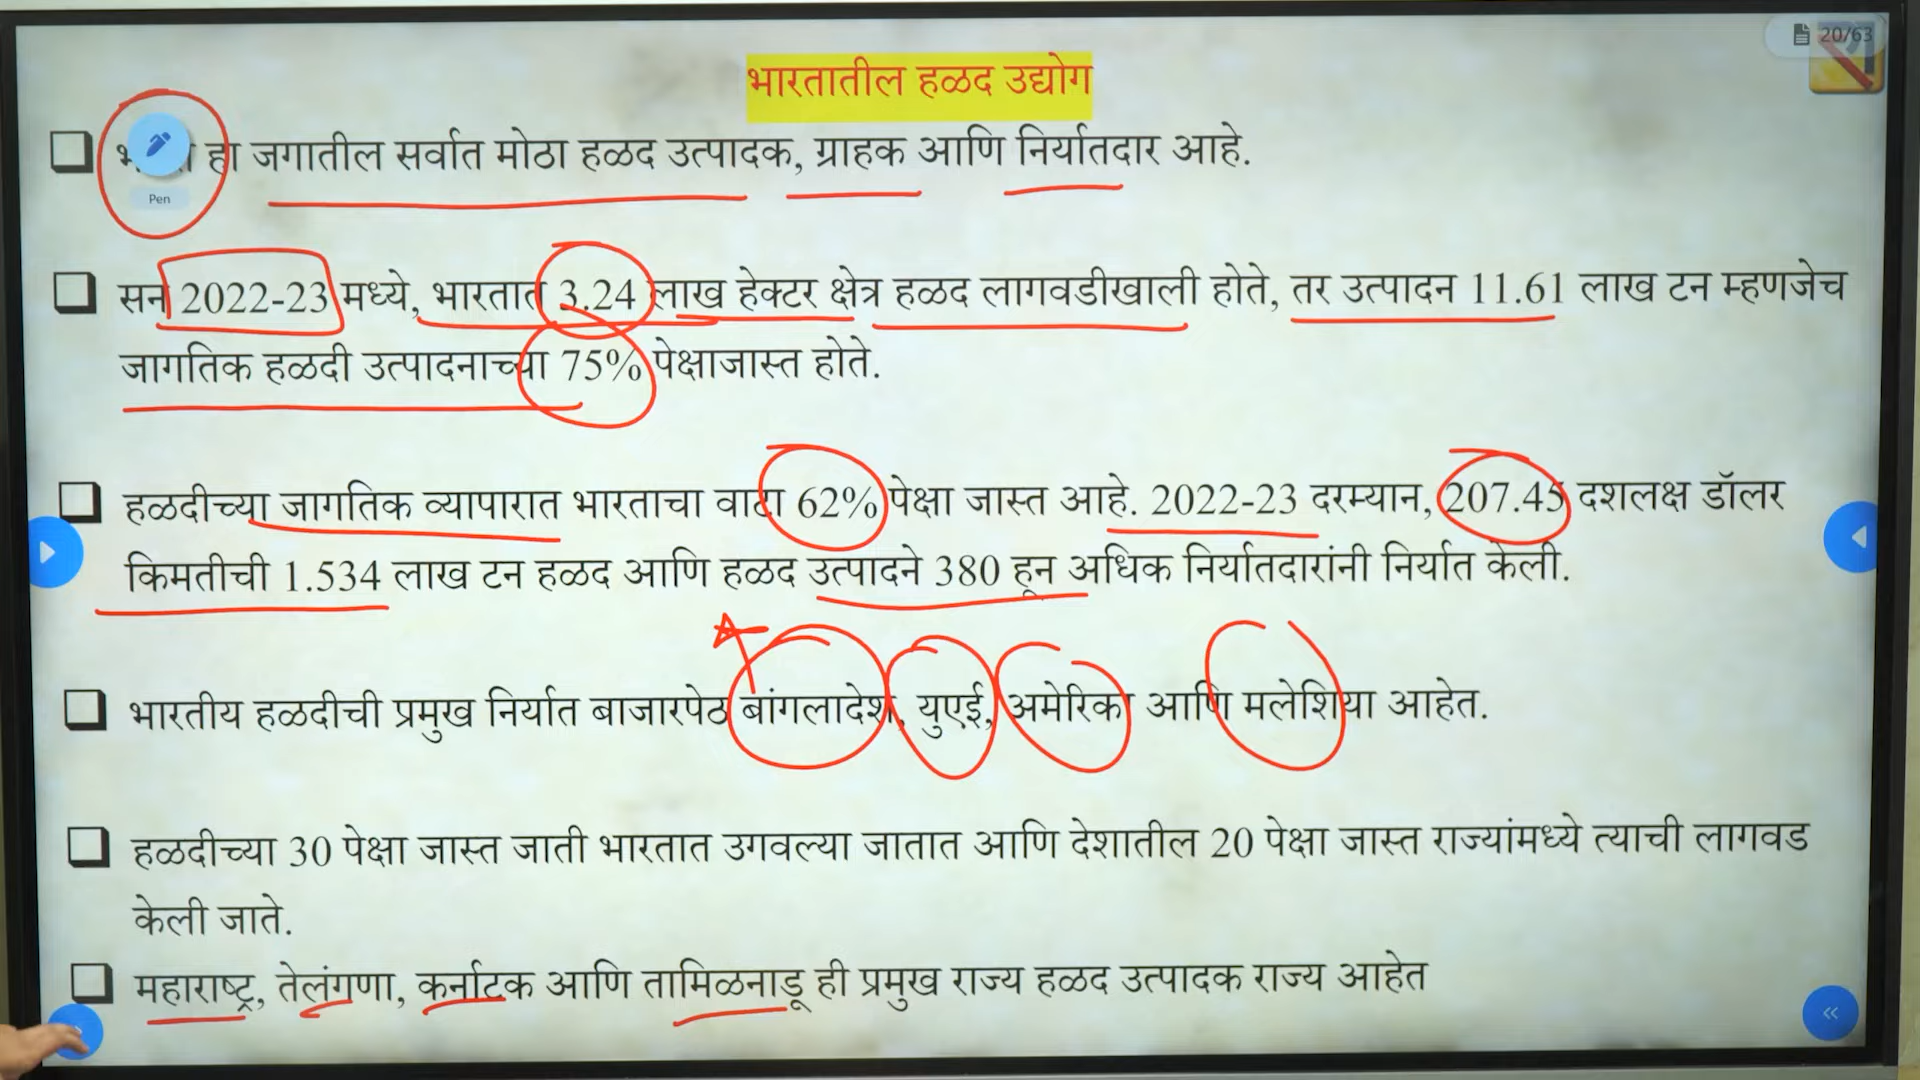 20/63
भारतातील हळद उद्योग
हा जगातील सर्वात मोठा हळद उत्पादक, ग्राहक आणि निर्यातदार आहे.
Pen
सन 2022-23 मध्ये, भारतात 3.24 लाख हेक्टर क्षेत्र हळद लागवडीखाली होते, तर उत्पादन 11.61 लाख टन म्हणजेच
जागतिक हळदी उत्पादनाच्या 75% पेक्षाजास्त होते.
हळदीच्या जागतिक व्यापारात भारताचा वाटा 62% पेक्षा जास्त आहे. 2022-23 दरम्यान, 207.45 दशलक्ष डॉलर
किमतीची 1.534 लाख टन हळद आणि हळद उत्पादने 380 हून अधिक निर्यातदारांनी निर्यात केली.
भारतीय हळदीची प्रमुख निर्यात बाजारपेठ बांगलादेश, युएई, अमेरिका आणि मलेशिया आहेत.
हळदीच्या 30 पेक्षा जास्त जाती भारतात उगवल्या जातात आणि देशातील 20 पेक्षा जास्त राज्यांमध्ये त्याची लागवड
केली जाते.
महाराष्ट्र, तेलंगणा, कर्नाटक आणि तामिळनाडू ही प्रमुख राज्य हळद उत्पादक राज्य आहेत